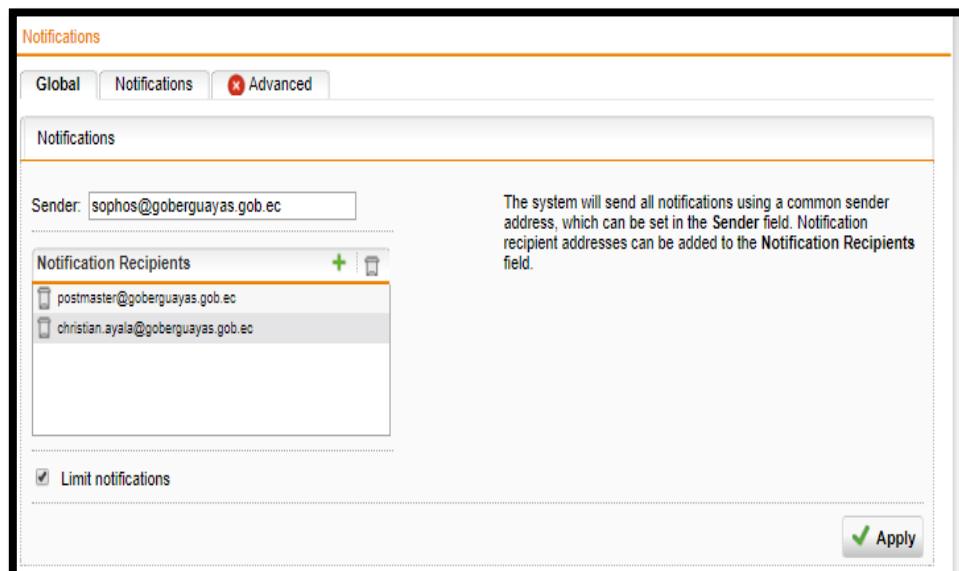 Notifications
Global Notifications Advanced
Notifications
Sender: sophos@goberguayas.gob.ec
The system will send all notifications using a common sender
address, which can be set in the Sender field. Notification
recipient addresses can be added to the Notification Recipients
field.
Notification Recipients
postmaster@goberguayas.gob.ec
christian.ayala@goberguayas.gob.ec
Limit notifications
Apply